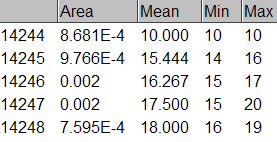 Area Mean Min Max
14244 8.681E-4 10.000 10 10
14245 9.766E-4 15.444 14 16
14246 0.002 16.267 15 17
14247 0.002 17.500 15 20
14248 7.595E-4 18.000 16 19